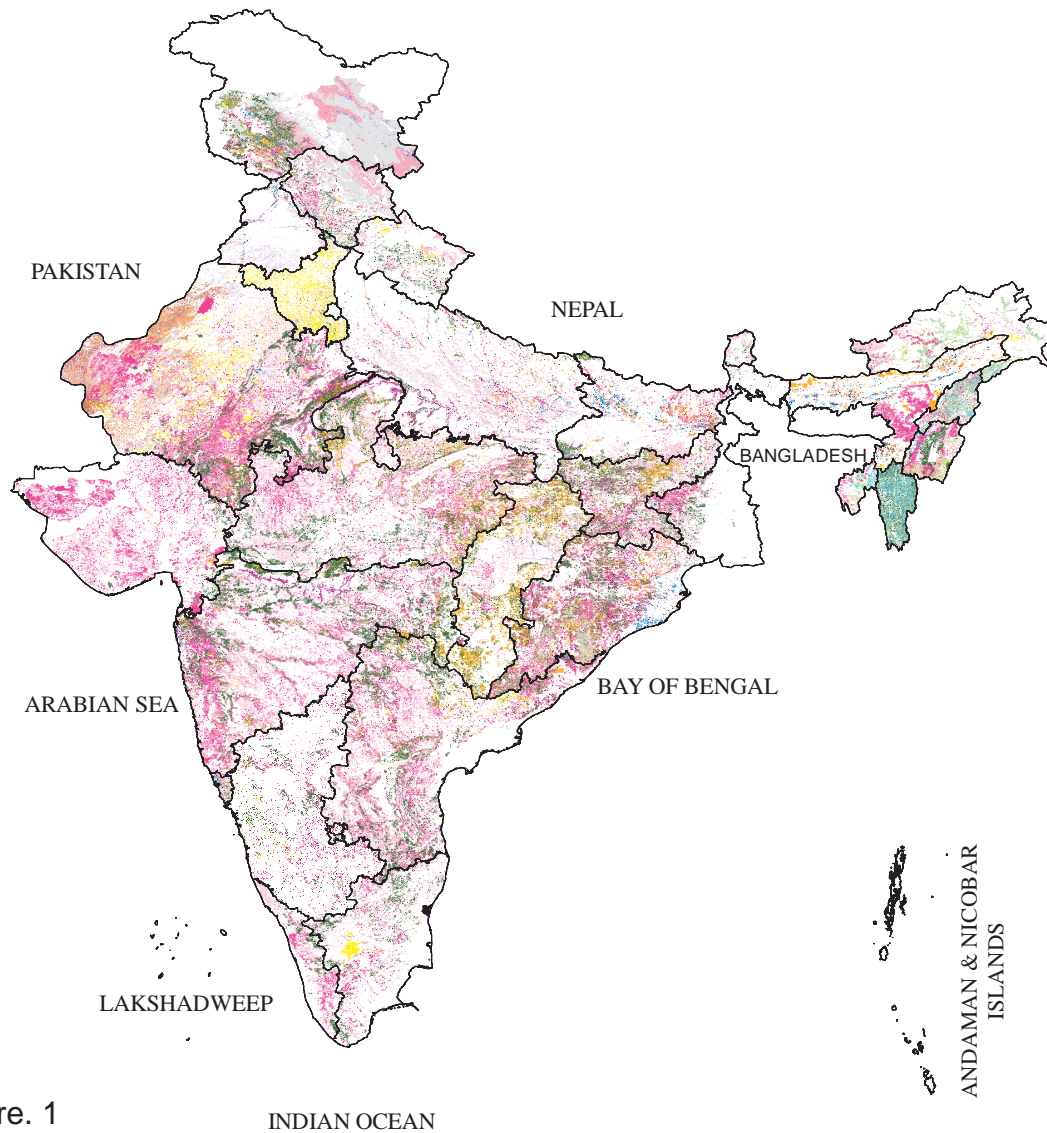 PAKISTAN
NEPAL
BANGLADESH
BAY OF BENGAL
ARABIAN SEA
ANDAMAN & NICOBAR
ISLANDS
LAKSHADWEEP
re. 1
INDIAN OCEAN